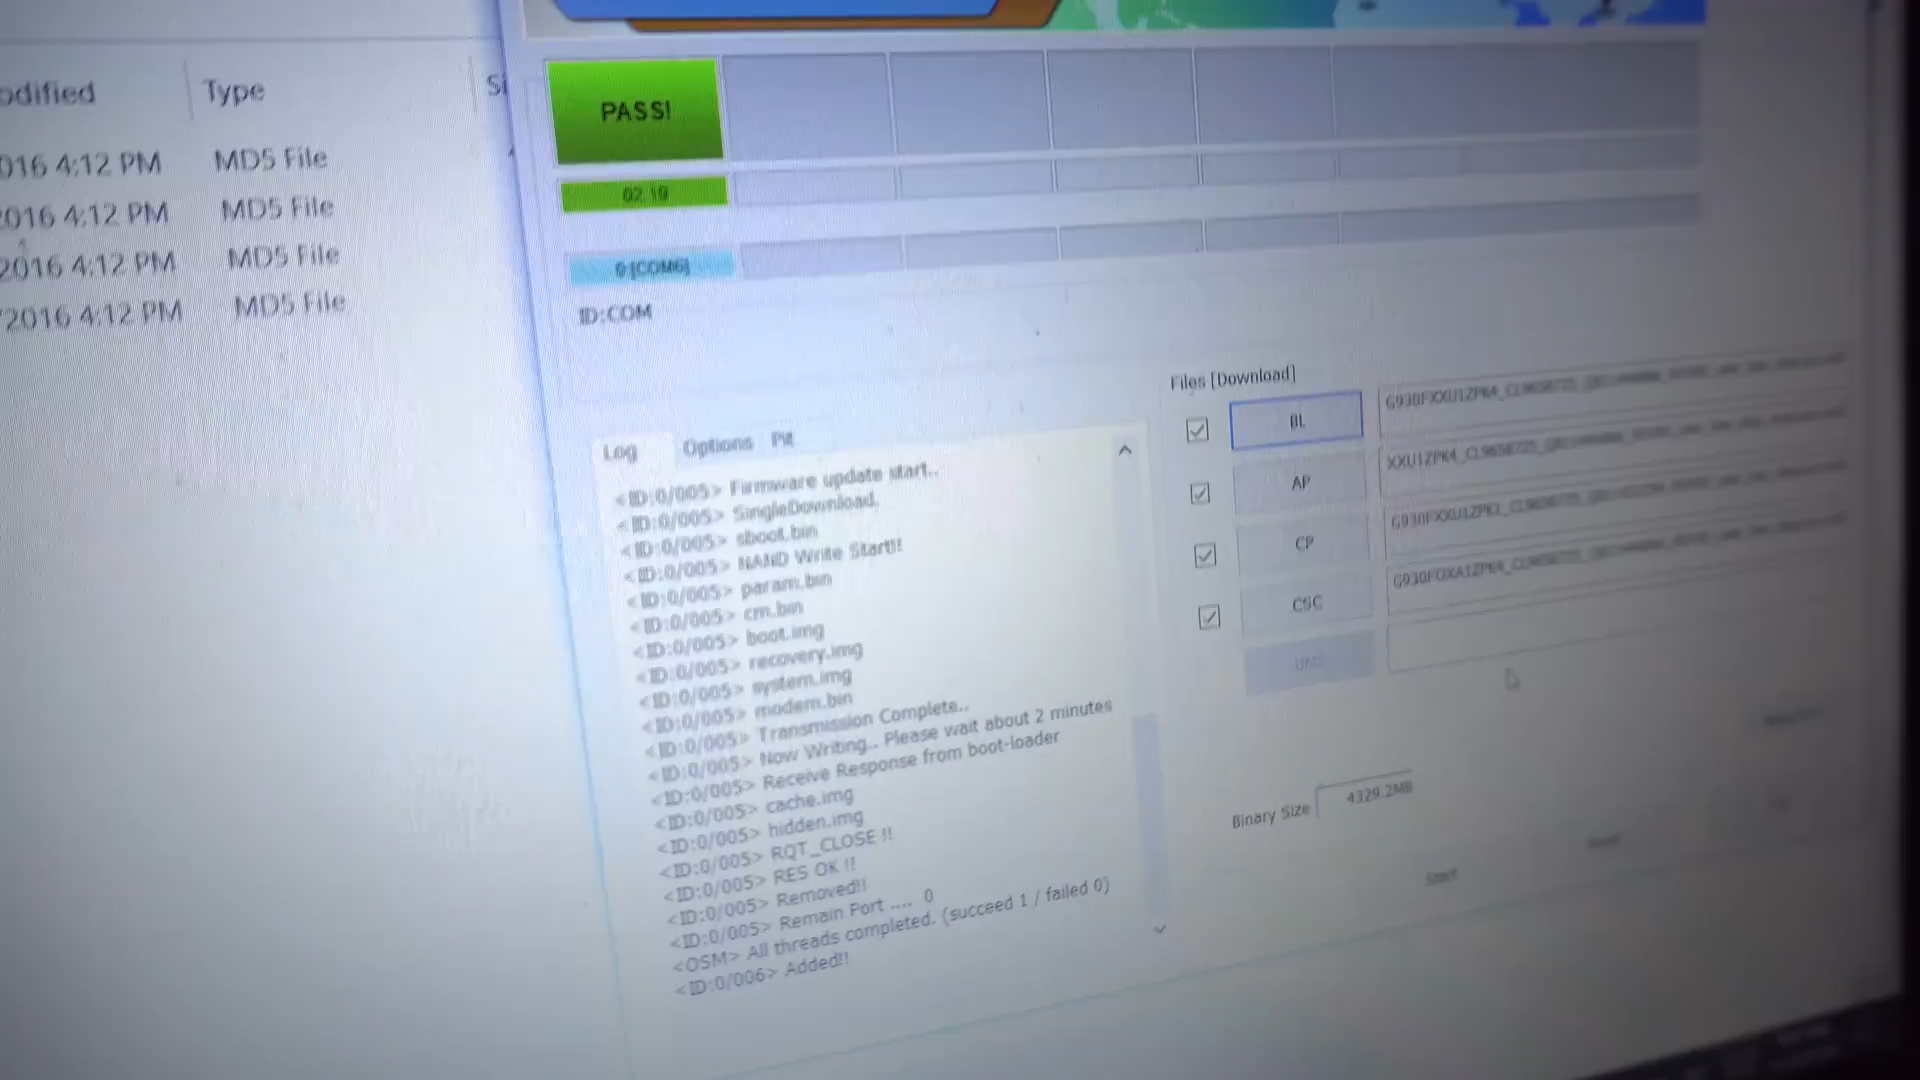 odified Type Si
016 4:12 PM MD5 File
2016 4:12 PM MD5 File
2016 4:12 PM MD5 File
/2016 4:12 PM MD5 File
PASS!
02:19
0:[COM6]
ID:COM
Log Options Pit
<ID:0/005> Firmware update start..
<ID:0/005> SingleDownload.
<ID:0/005> sboot.bin
<ID:0/005> NAND Write Start!!
<ID:0/005> param.bin
<ID:0/005> cm.bin
<ID:0/005> boot.img
<ID:0/005> recovery.img
<ID:0/005> system.img
<ID:0/005> modem.bin
<ID:0/005> Transmission Complete..
<ID:0/005> Now Writing.. Please wait about 2 minutes
<ID:0/005> Receive Response from boot-loader
<ID:0/005> cache.img
<ID:0/005> hidden.img
<ID:0/005> RQT_CLOSE !!
<ID:0/005> RES OK !!
<ID:0/005> Removed!!
<ID:0/005> Remain Port .... 0
<OSM> All threads completed. (succeed 1 / failed 0)
<ID:0/006> Added!!
Files [Download]
BL
AP
CP
CSC
UMS
Binary Size 4329.2MB
Start